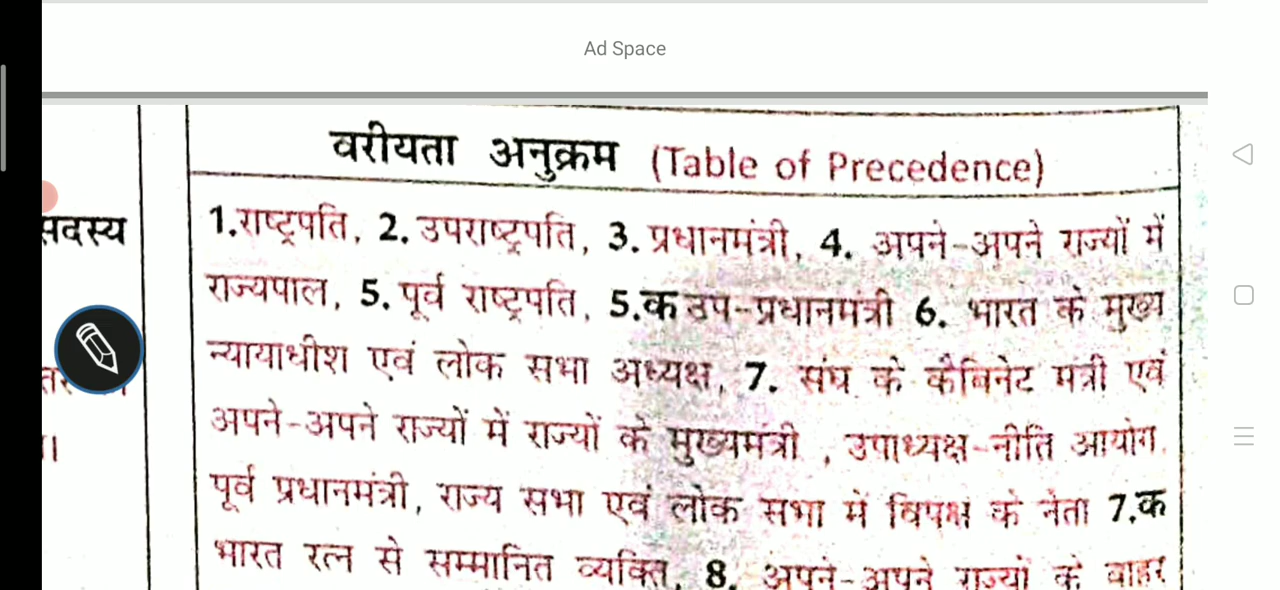 Ad Space
वरीयता अनुक्रम (Table of Precedence)
सदस्य
1.राष्ट्रपति, 2. उपराष्ट्रपति, 3. प्रधानमंत्री, 4. अपने-अपने राज्यों में
राज्यपाल, 5. पूर्व राष्ट्रपति, 5.क उप-प्रधानमंत्री 6. भारत के मुख्य
न्यायाधीश एवं लोक सभा अध्यक्ष, 7. संघ के कैबिनेट मंत्री एवं
अपने-अपने राज्यों में राज्यों के मुख्यमंत्री , उपाध्यक्ष-नीति आयोग,
पूर्व प्रधानमंत्री, राज्य सभा एवं लोक सभा में विपक्ष के नेता 7.क
भारत रत्न से सम्मानित व्यक्ति, 8. अपने-अपने राज्यों के बाहर